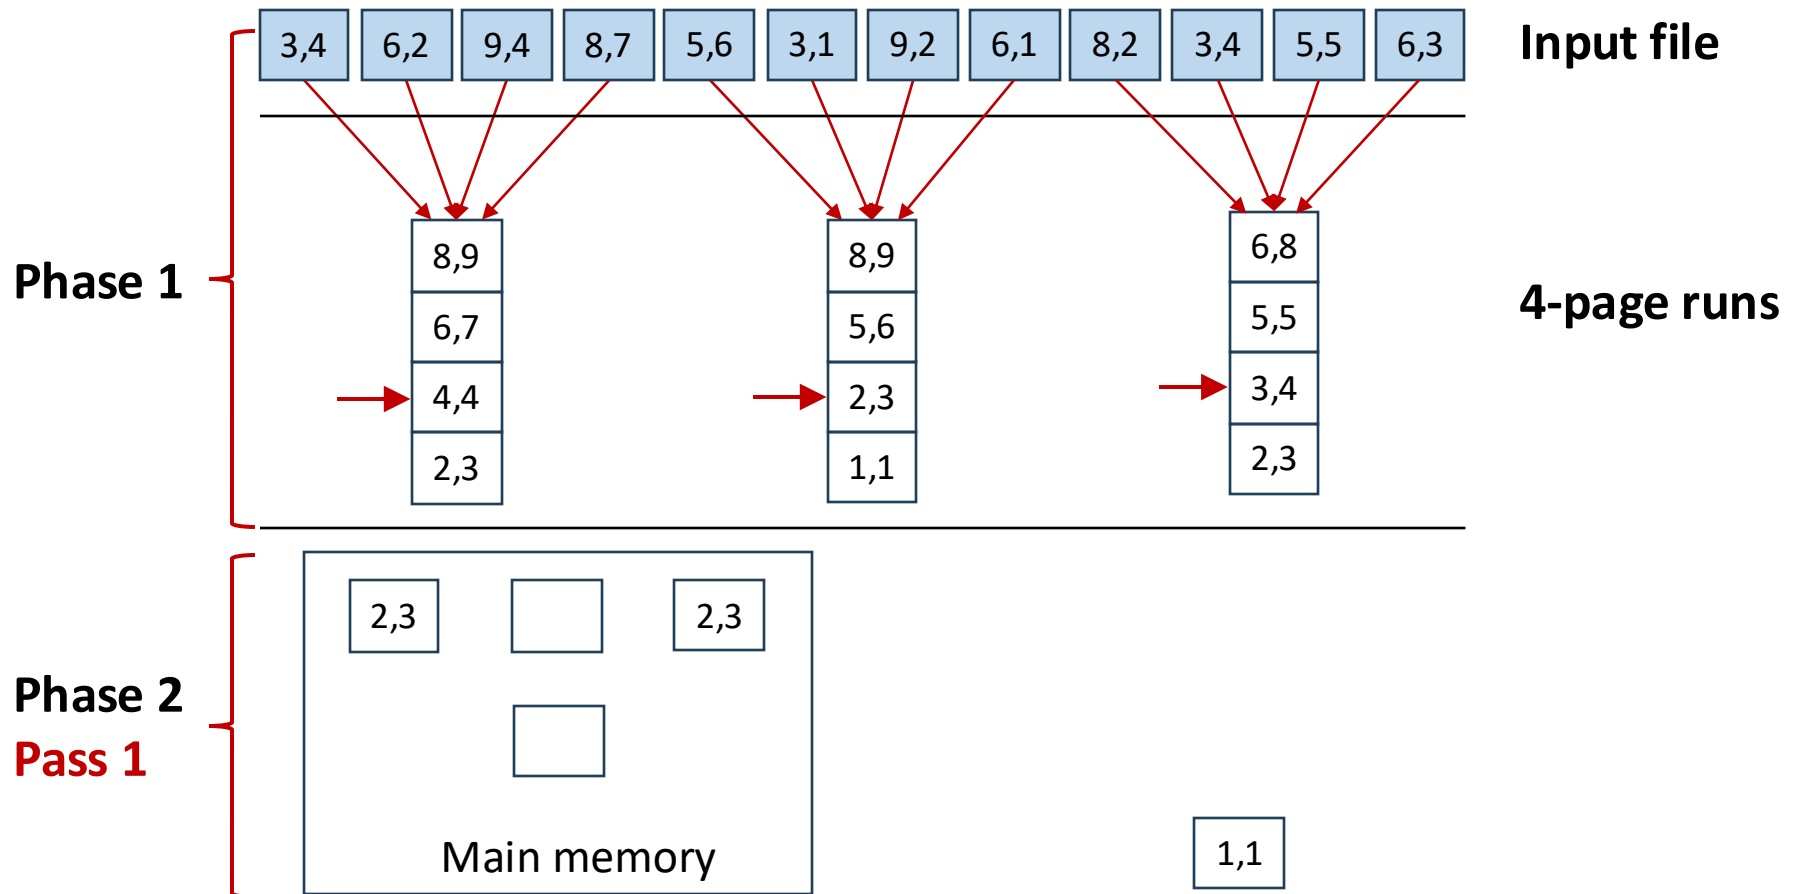 3,4 6,2 9,4 8,7 5,6 3,1 9,2 6,1 8,2 3,4 5,5 6,3 Input file
Phase 1
8,9
6,7
4,4
2,3
8,9
5,6
2,3
1,1
6,8
5,5
3,4
2,3
4-page runs
Phase 2
Pass 1
2,3 2,3
Main memory
1,1